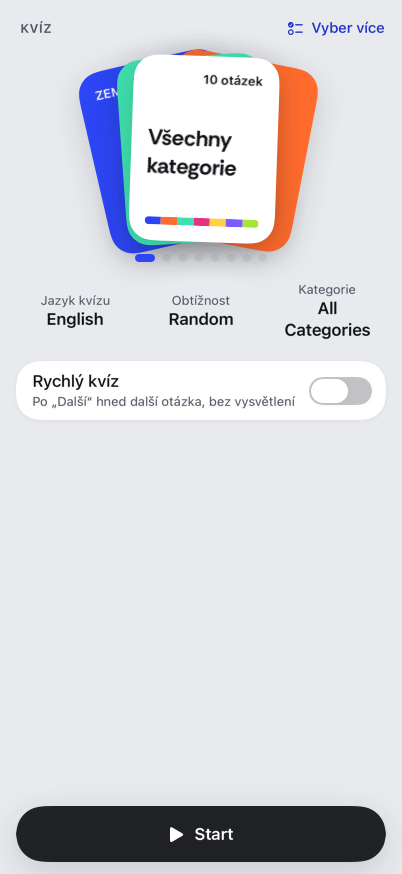 KVÍZ
Vyber více
10 otázek
Všechny
kategorie
Jazyk kvízu
English
Obtížnost
Random
Kategorie
All
Categories
Rychlý kvíz
Po „Další“ hned další otázka, bez vysvětlení
Start